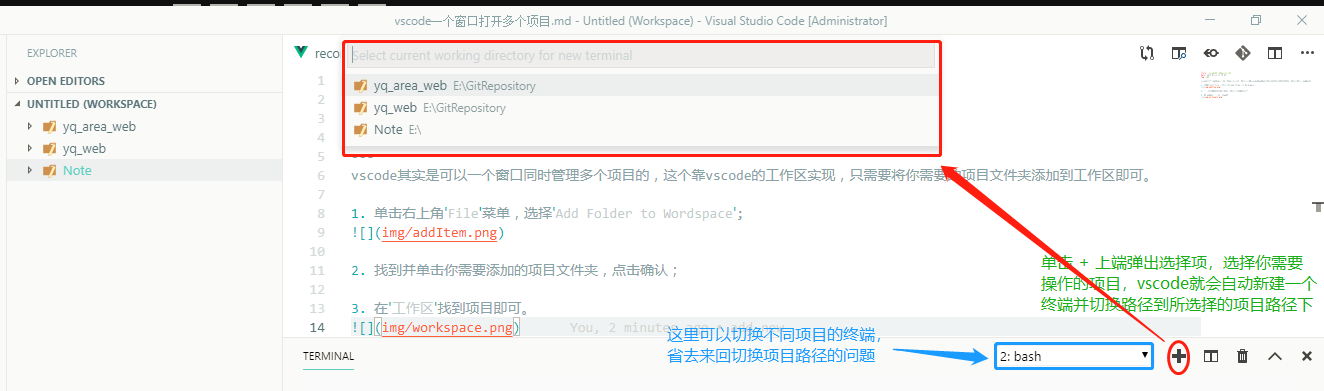 vscode一个窗口打开多个项目.md - Untitled (Workspace) - Visual Studio Code [Administrator]
EXPLORER
OPEN EDITORS
UNTITLED (WORKSPACE)
yq_area_web
yq_web
Note
reco
Select current working directory for new terminal
yq_area_web E:\GitRepository
yq_web E:\GitRepository
Note E:\
1
2
3
4
5
6 vscode其实是可以一个窗口同时管理多个项目的，这个靠vscode的工作区实现，只需要将你需要的项目文件夹添加到工作区即可。
7
8 1. 单击右上角'File'菜单，选择'Add Folder to Wordspace';
9 ![](img/addItem.png)
10
11 2. 找到并单击你需要添加的项目文件夹，点击确认；
12
13 3. 在'工作区'找到项目即可。
14 ![](img/workspace.png) You, 2 minutes
单击 + 上端弹出选择项，选择你需要
操作的项目，vscode就会自动新建一个
终端并切换路径到所选择的项目路径下
这里可以切换不同项目的终端，
省去来回切换项目路径的问题
TERMINAL
2: bash